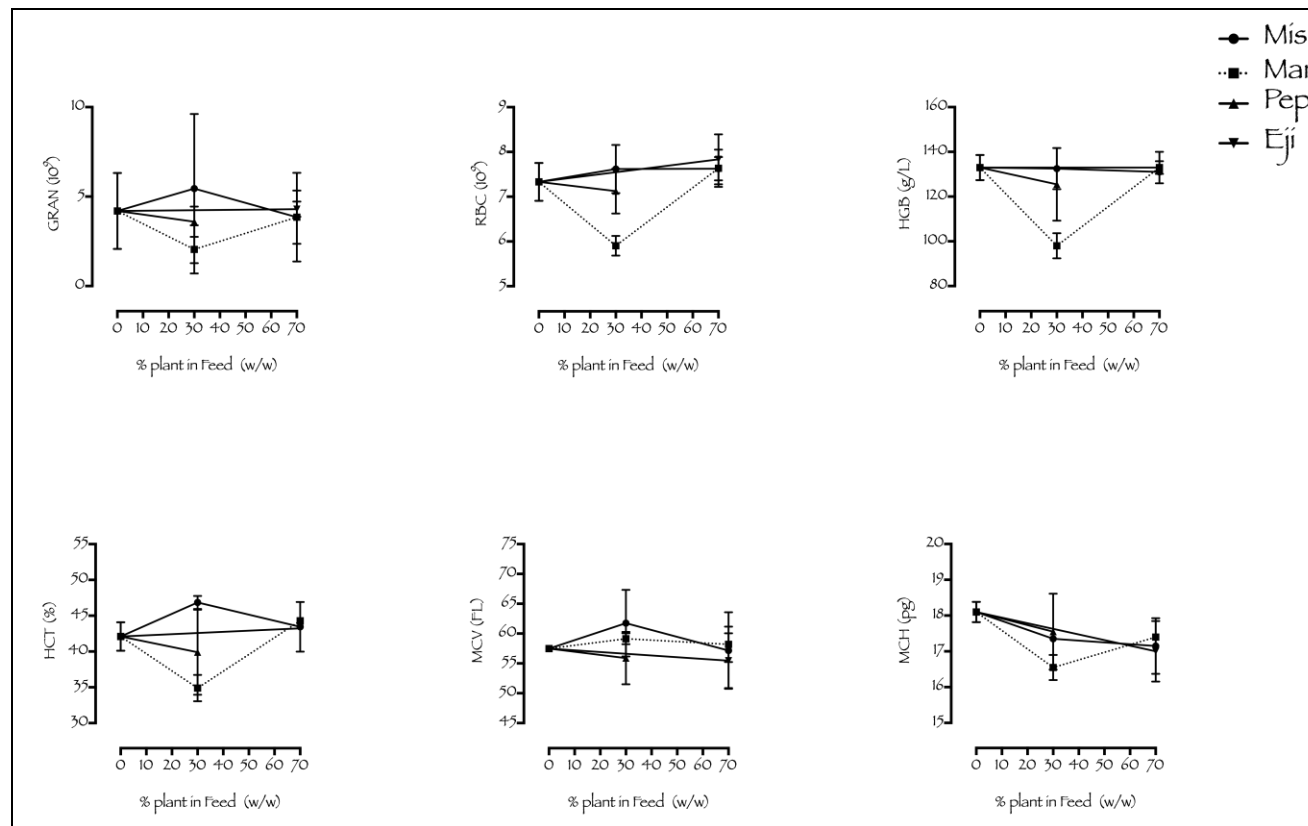 Mis
Mar
Pep
Eji
GRAN (10⁹)
10
5
0
0 10 20 30 40 50 60 70
% plant in Feed (w/w)
RBC (10⁹)
9
8
7
6
5
0 10 20 30 40 50 60 70
% plant in Feed (w/w)
HGB (g/L)
160
140
120
100
80
0 10 20 30 40 50 60 70
% plant in Feed (w/w)
HCT (%)
55
50
45
40
35
30
0 10 20 30 40 50 60 70
% plant in Feed (w/w)
MCV (FL)
75
70
65
60
55
50
45
0 10 20 30 40 50 60 70
% plant in Feed (w/w)
MCH (pg)
20
19
18
17
16
15
0 10 20 30 40 50 60 70
% plant in Feed (w/w)